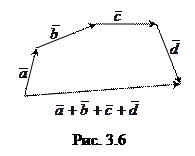 b̅
c̅
d̅
a̅
a̅ + b̅ + c̅ + d̅
Рис. 3.6